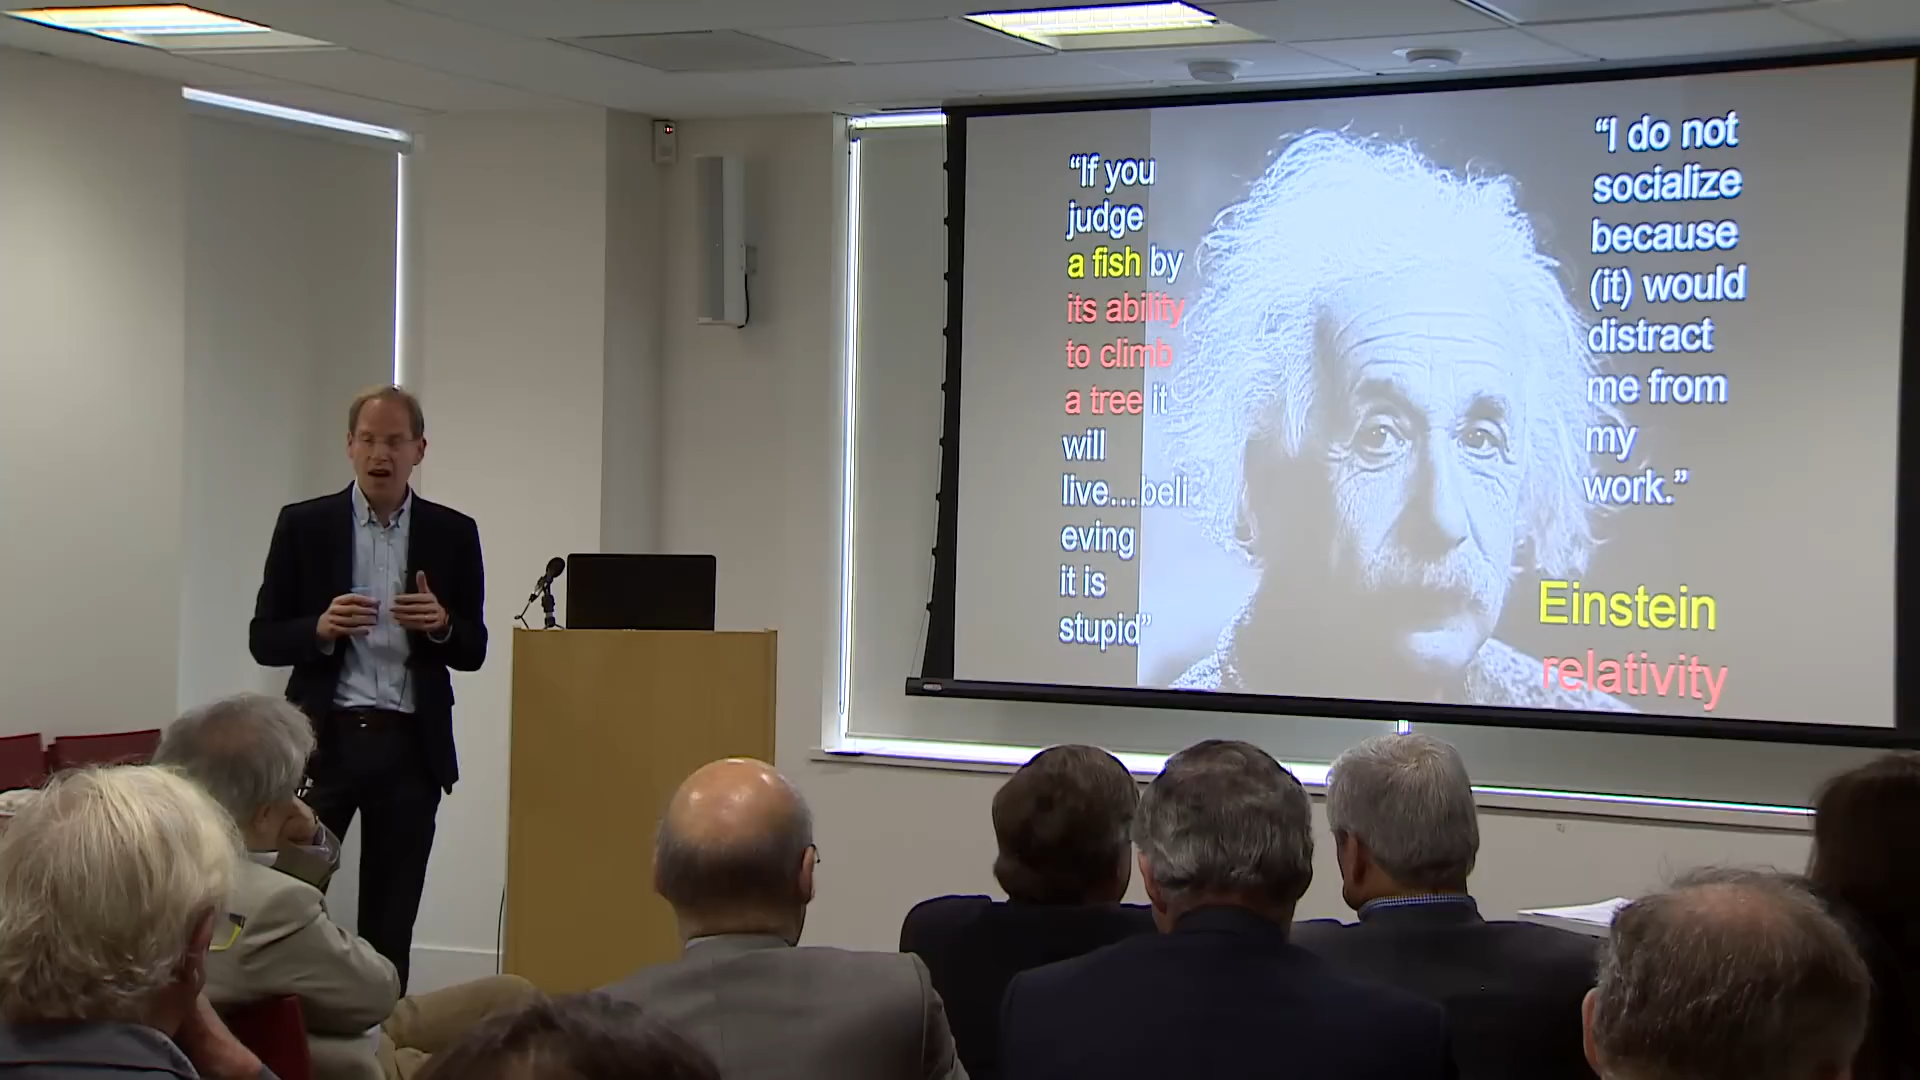 “If you
judge
a fish by
its ability
to climb
a tree it
will
live...beli
eving
it is
stupid”
“I do not
socialize
because
(it) would
distract
me from
my
work.”
Einstein
relativity